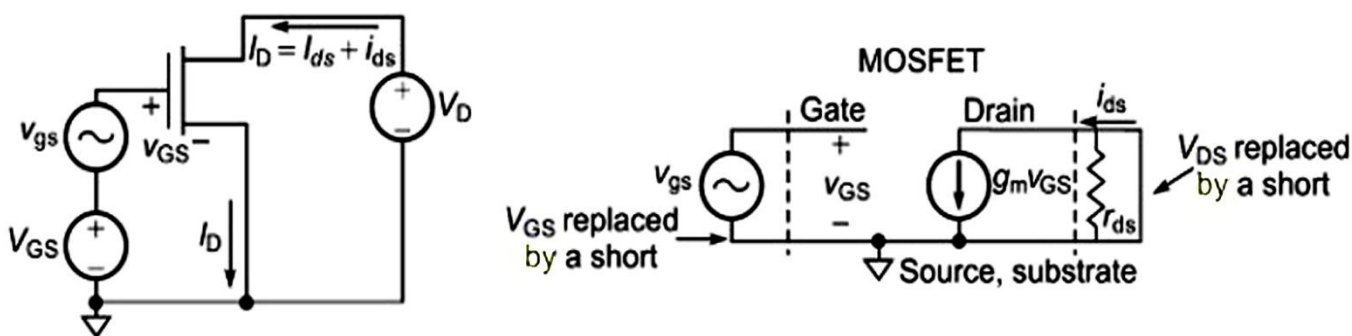 I_D = I_ds + i_ds
V_D
v_gs
+
v_GS
−
+
−
V_GS
I_D
+
−
MOSFET
Gate
Drain
i_ds
v_gs
+
v_GS
−
g_m v_GS
r_ds
V_DS replaced
by a short
V_GS replaced
by a short
Source, substrate